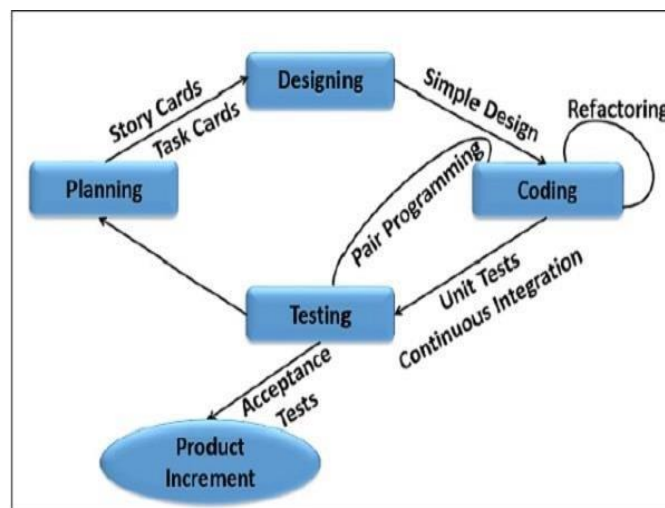 Designing
Story Cards
Task Cards
Simple Design
Refactoring
Planning
Pair Programming
Coding
Testing
Unit Tests
Continuous Integration
Acceptance
Tests
Product
Increment